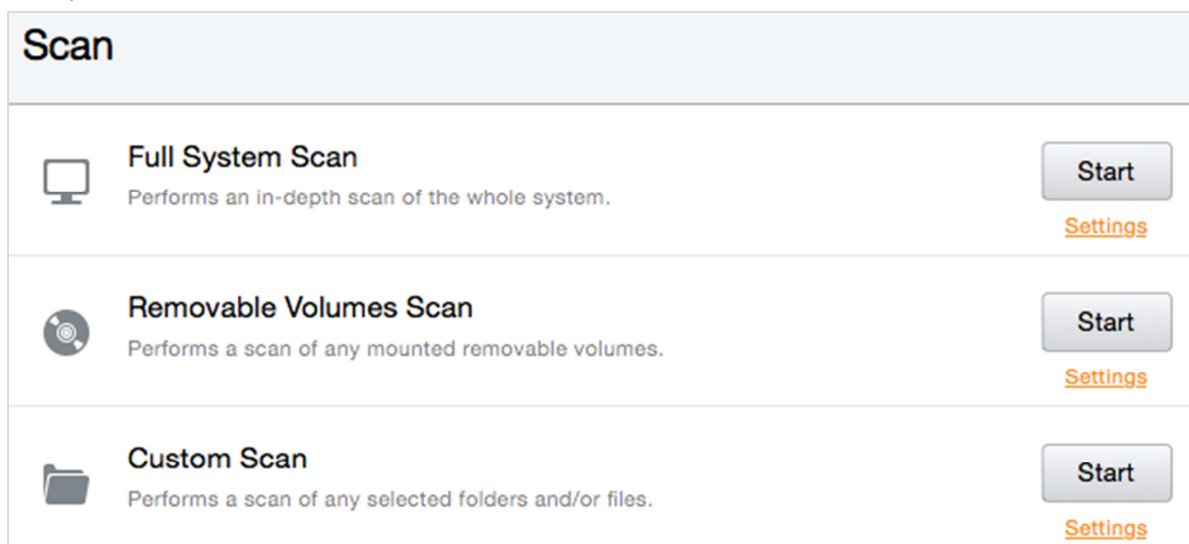 Scan
Full System Scan
Start
Performs an in-depth scan of the whole system.
Settings
Removable Volumes Scan
Start
Performs a scan of any mounted removable volumes.
Settings
Custom Scan
Start
Performs a scan of any selected folders and/or files.
Settings